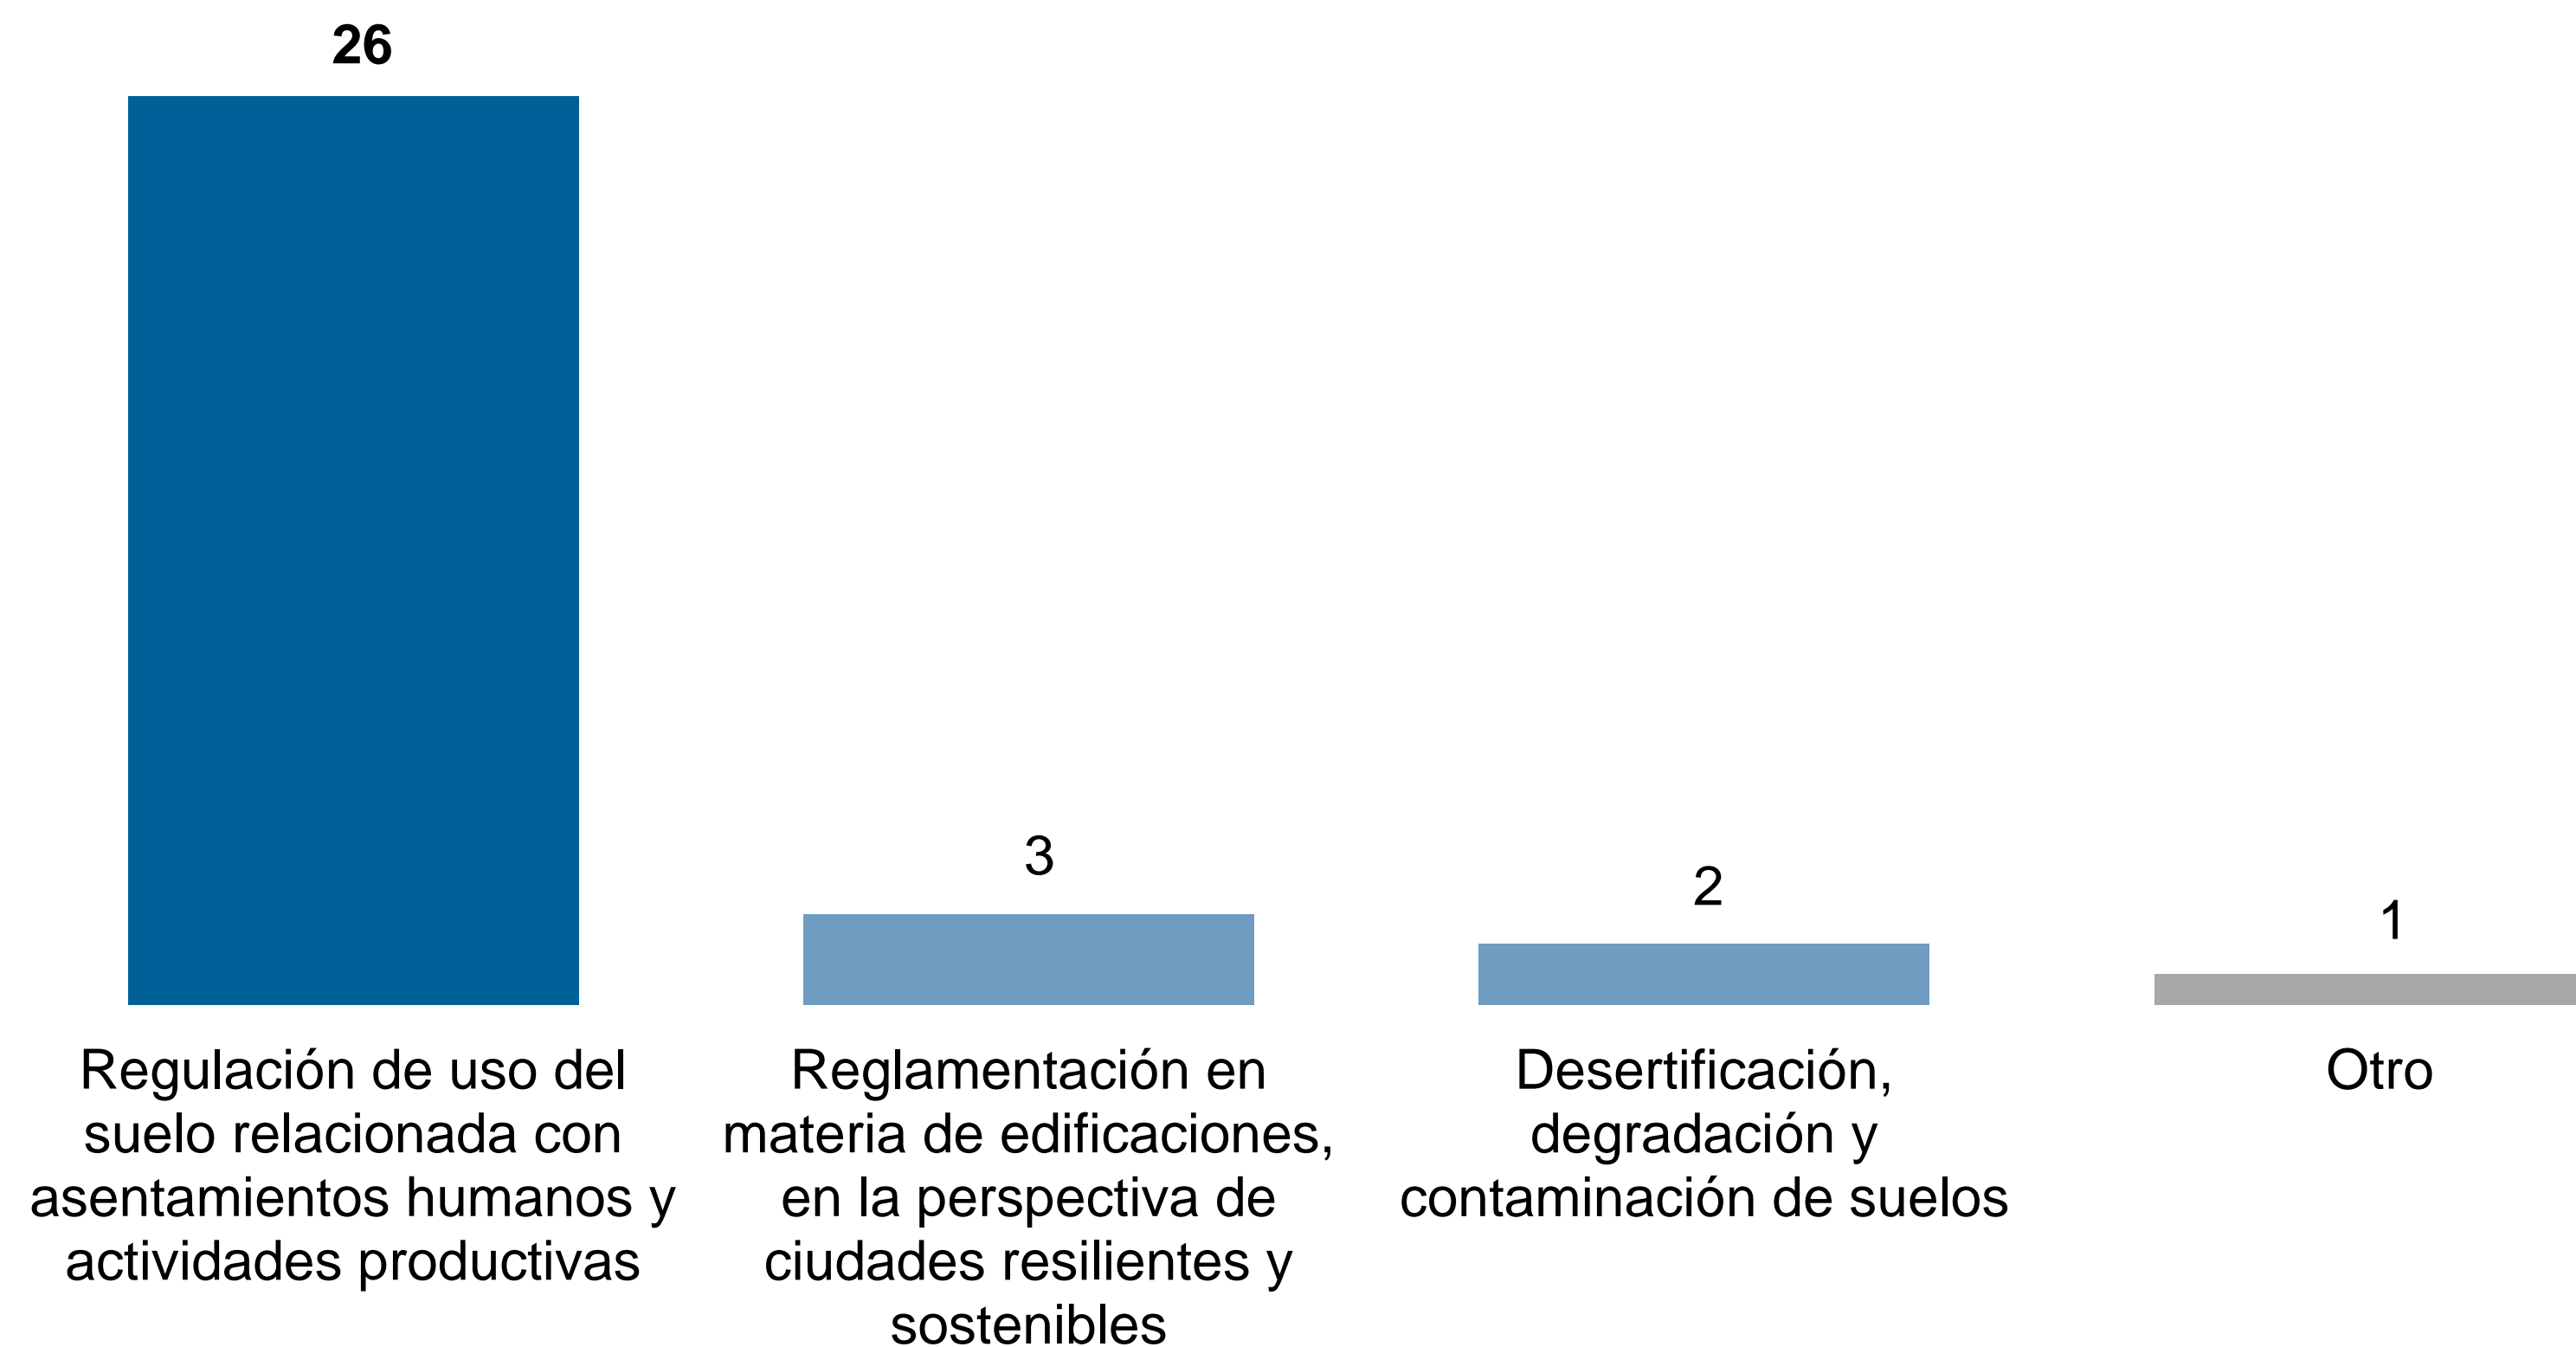 26
3
2
1
Regulación de uso del
suelo relacionada con
asentamientos humanos y
actividades productivas
Reglamentación en
materia de edificaciones,
en la perspectiva de
ciudades resilientes y
sostenibles
Desertificación,
degradación y
contaminación de suelos
Otro